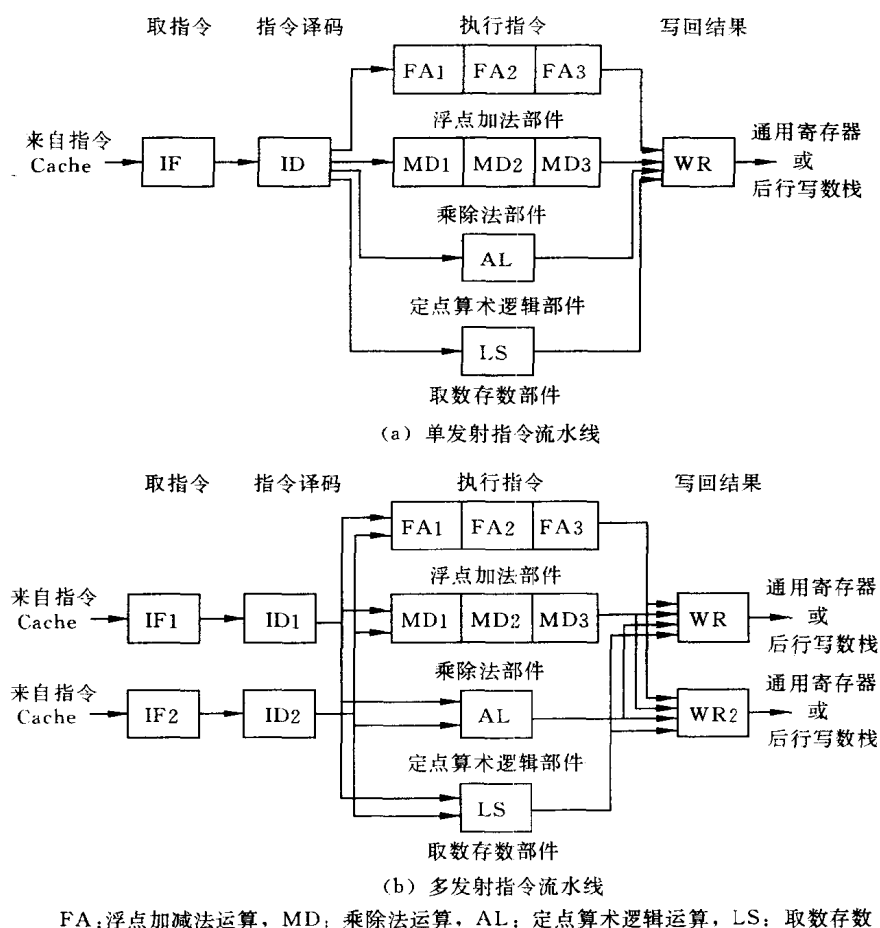 取指令 指令译码 执行指令 写回结果
FA1 FA2 FA3
浮点加法部件
来自指令
Cache
IF
ID
MD1 MD2 MD3
WR
通用寄存器
或
后行写数栈
乘除法部件
AL
定点算术逻辑部件
LS
取数存数部件
(a) 单发射指令流水线
取指令 指令译码 执行指令 写回结果
FA1 FA2 FA3
浮点加法部件
来自指令
Cache
IF1
ID1
MD1 MD2 MD3
WR
通用寄存器
或
后行写数栈
乘除法部件
来自指令
Cache
IF2
ID2
AL
WR2
通用寄存器
或
后行写数栈
定点算术逻辑部件
LS
取数存数部件
(b) 多发射指令流水线
FA:浮点加减法运算, MD: 乘除法运算, AL: 定点算术逻辑运算, LS: 取数存数